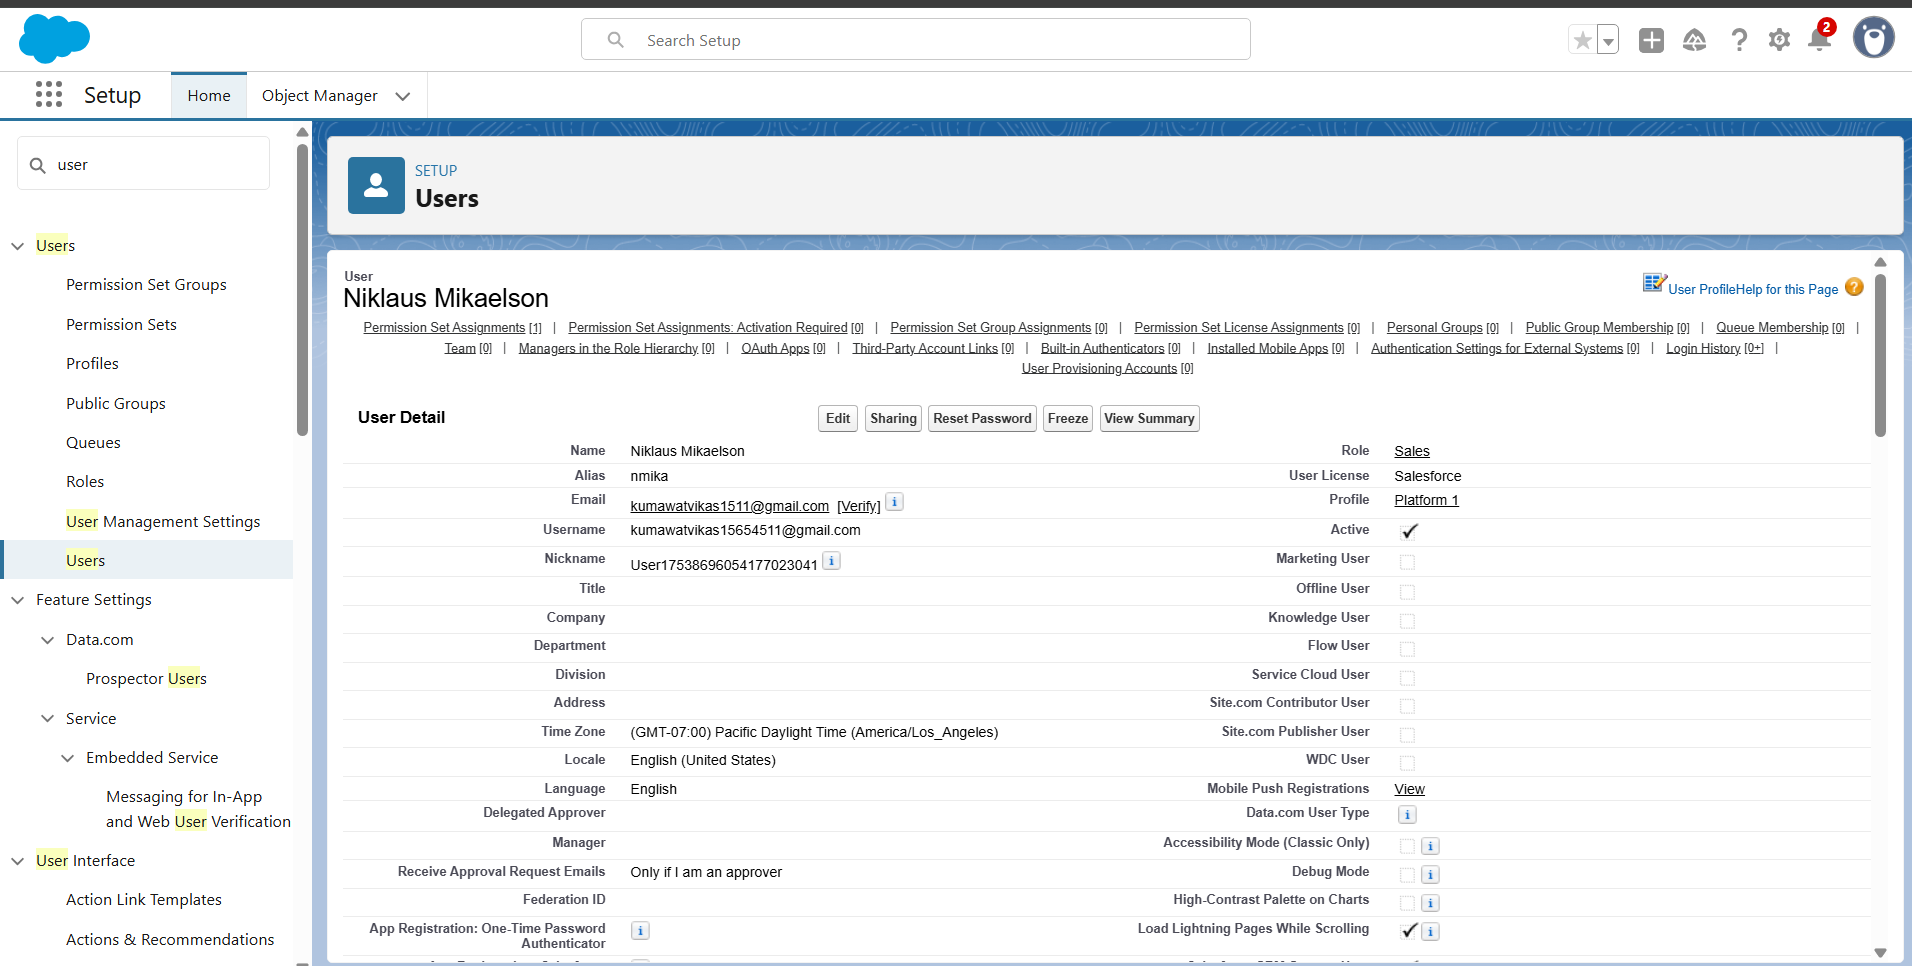 Search Setup
2
Setup
Home
Object Manager
user
Users
Permission Set Groups
Permission Sets
Profiles
Public Groups
Queues
Roles
User Management Settings
Users
Feature Settings
Data.com
Prospector Users
Service
Embedded Service
Messaging for In-App
and Web User Verification
User Interface
Action Link Templates
Actions & Recommendations
SETUP
Users
User
Niklaus Mikaelson
User Profile Help for this Page ?
Permission Set Assignments [1] | Permission Set Assignments: Activation Required [0] | Permission Set Group Assignments [0] | Permission Set License Assignments [0] | Personal Groups [0] | Public Group Membership [0] | Queue Membership [0] |
Team [0] | Managers in the Role Hierarchy [0] | OAuth Apps [0] | Third-Party Account Links [0] | Built-in Authenticators [0] | Installed Mobile Apps [0] | Authentication Settings for External Systems [0] | Login History [0+] |
User Provisioning Accounts [0]
User Detail
Edit Sharing Reset Password Freeze View Summary
Name Niklaus Mikaelson Role Sales
Alias nmika User License Salesforce
Email kumawatvikas1511@gmail.com [Verify] i Profile Platform 1
Username kumawatvikas15654511@gmail.com Active
Nickname User17538696054177023041 i Marketing User
Title Offline User
Company Knowledge User
Department Flow User
Division Service Cloud User
Address Site.com Contributor User
Time Zone (GMT-07:00) Pacific Daylight Time (America/Los_Angeles) Site.com Publisher User
Locale English (United States) WDC User
Language English Mobile Push Registrations View
Delegated Approver Data.com User Type i
Manager Accessibility Mode (Classic Only) i
Receive Approval Request Emails Only if I am an approver Debug Mode i
Federation ID High-Contrast Palette on Charts i
App Registration: One-Time Password i Load Lightning Pages While Scrolling i
Authenticator